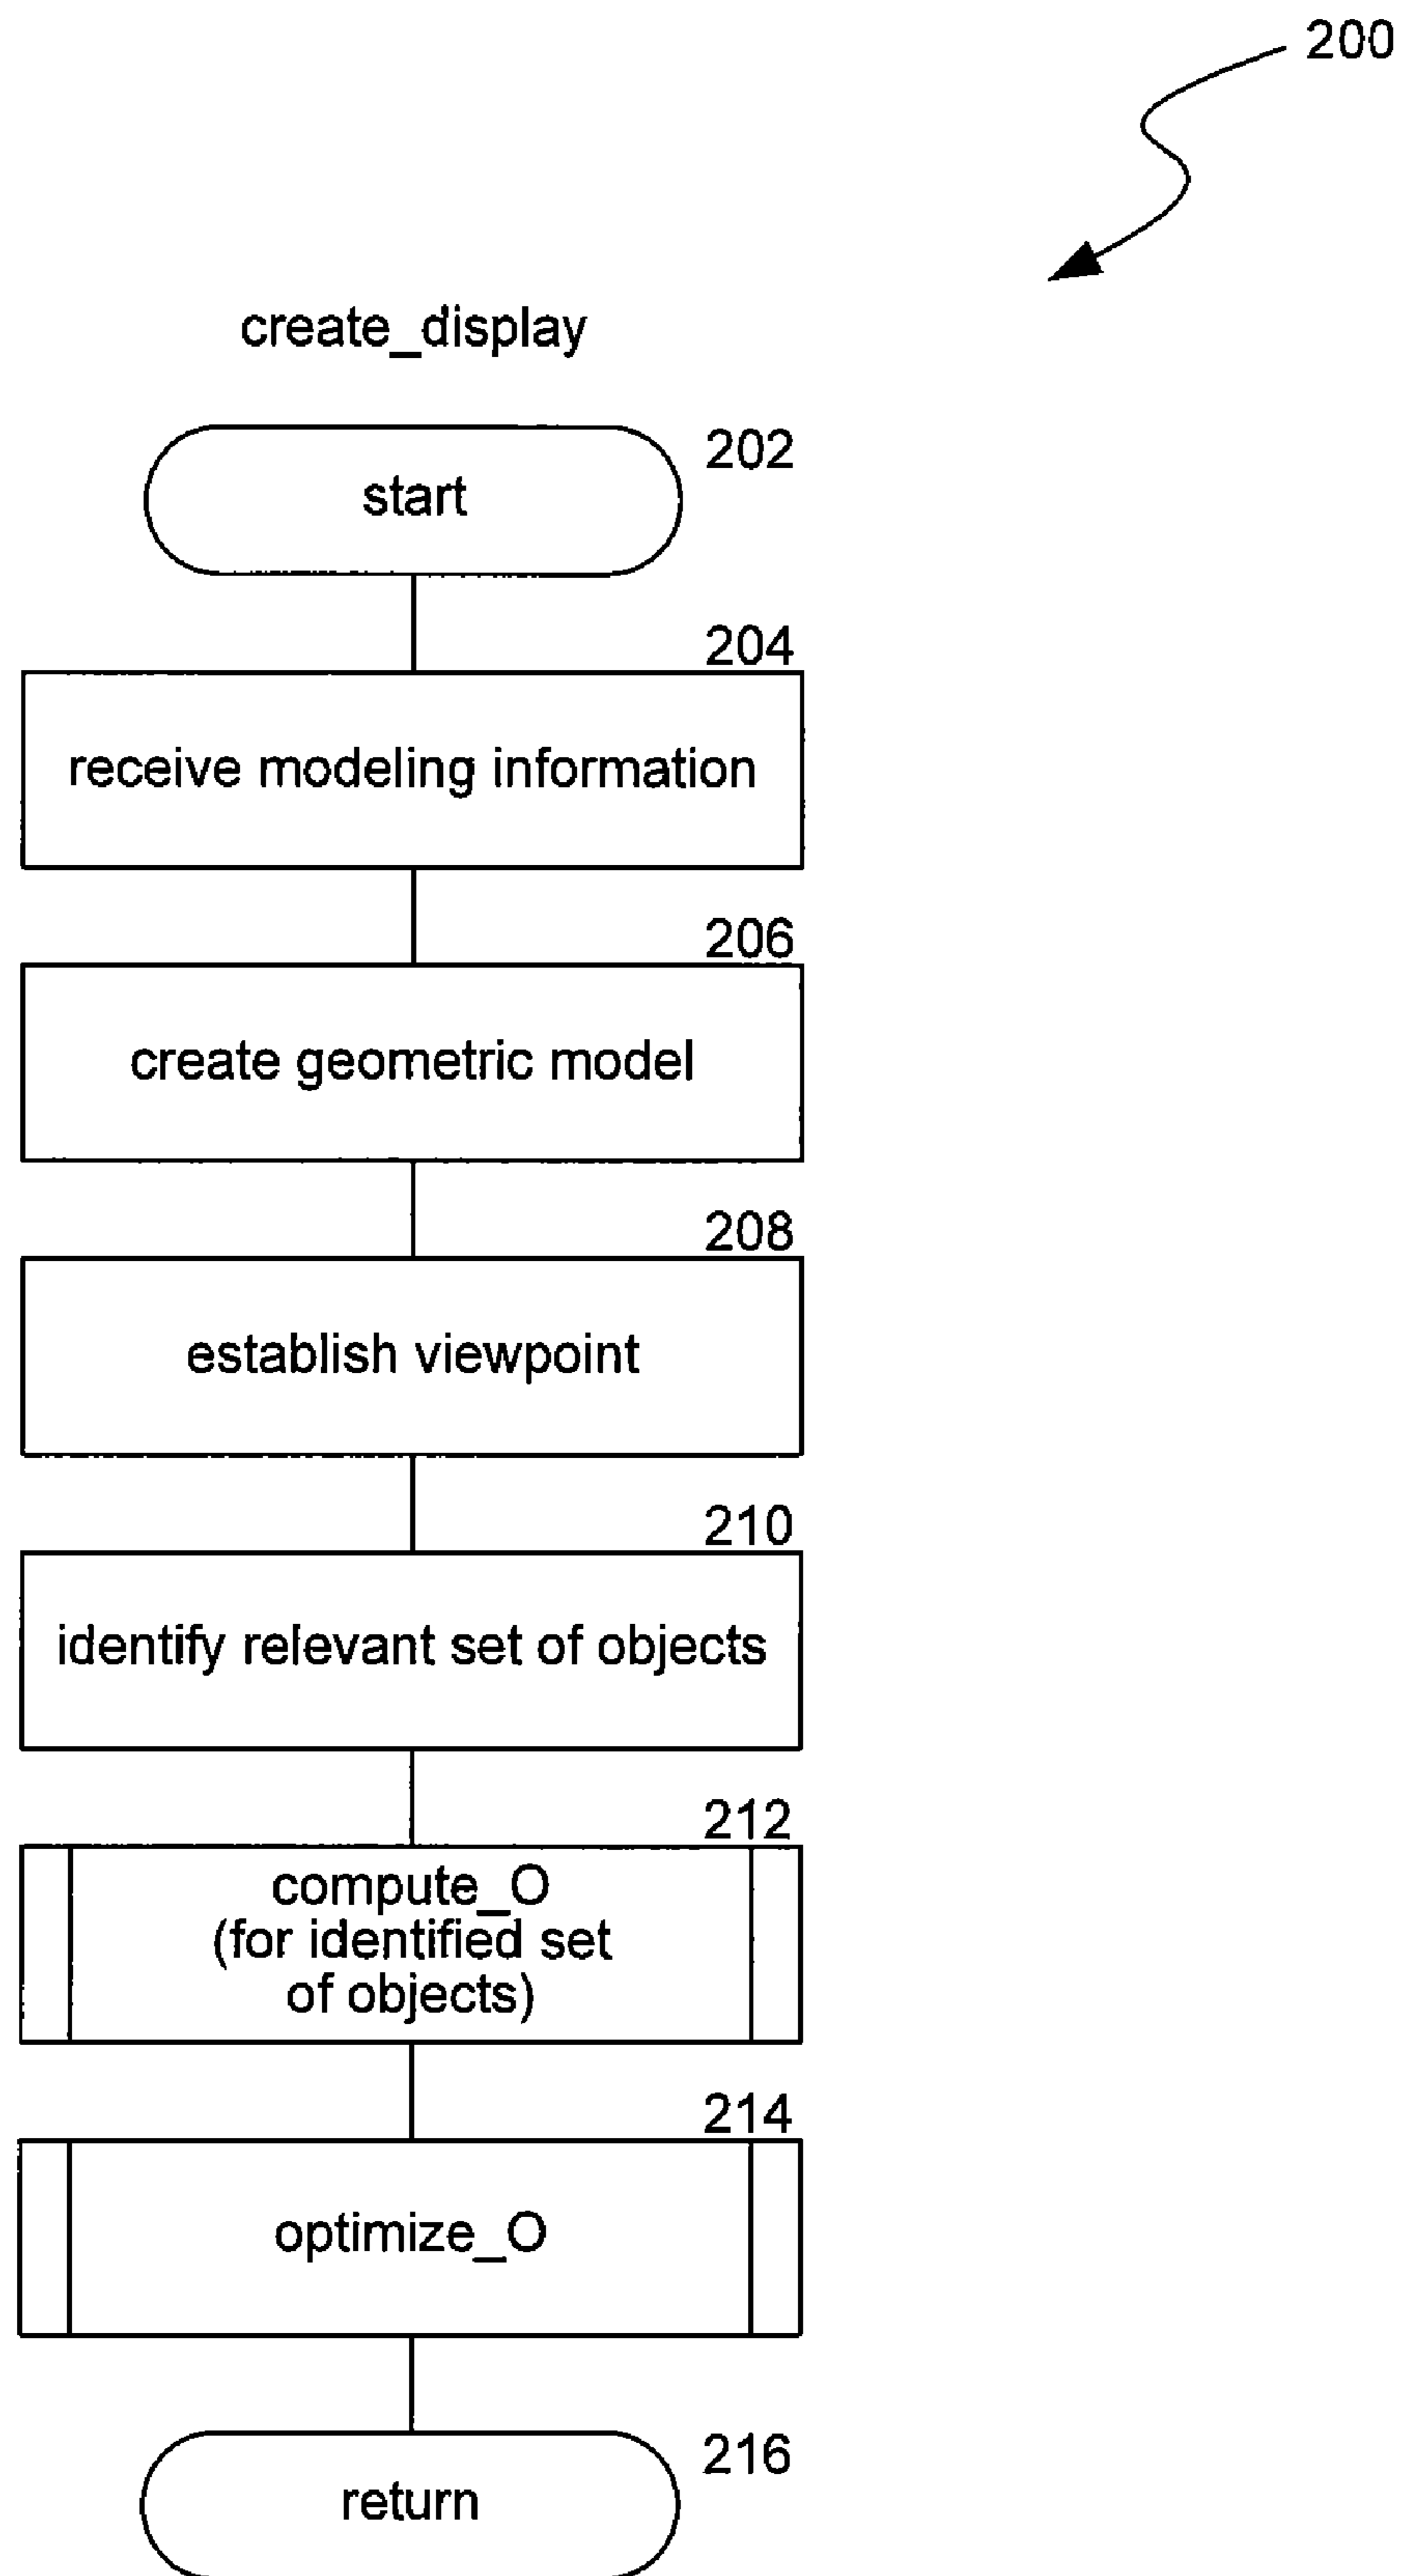 200
create_display
202
start
204
receive modeling information
206
create geometric model
208
establish viewpoint
210
identify relevant set of objects
212
compute_O
(for identified set
of objects)
214
optimize_O
216
return